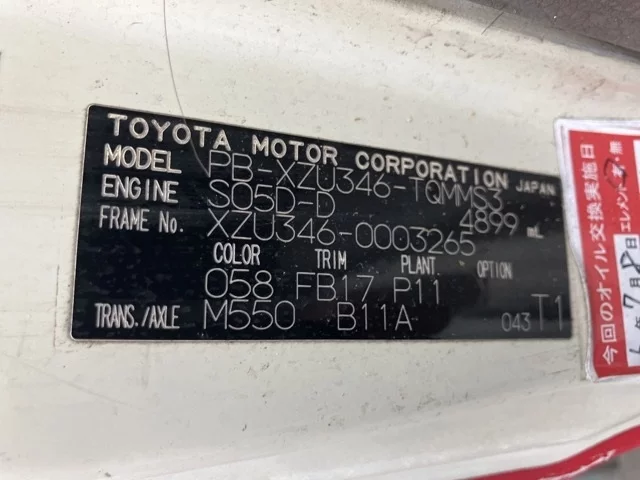 TOYOTA MOTOR CORPORATION JAPAN
MODEL PB-XZU346-TQMMS3
ENGINE S05D-D 4899 mL
FRAME No. XZU346-0003265
COLOR TRIM PLANT OPTION
058 FB17 P11
TRANS./AXLE M550 B11A 043 T1
今回のオイル交換実施日